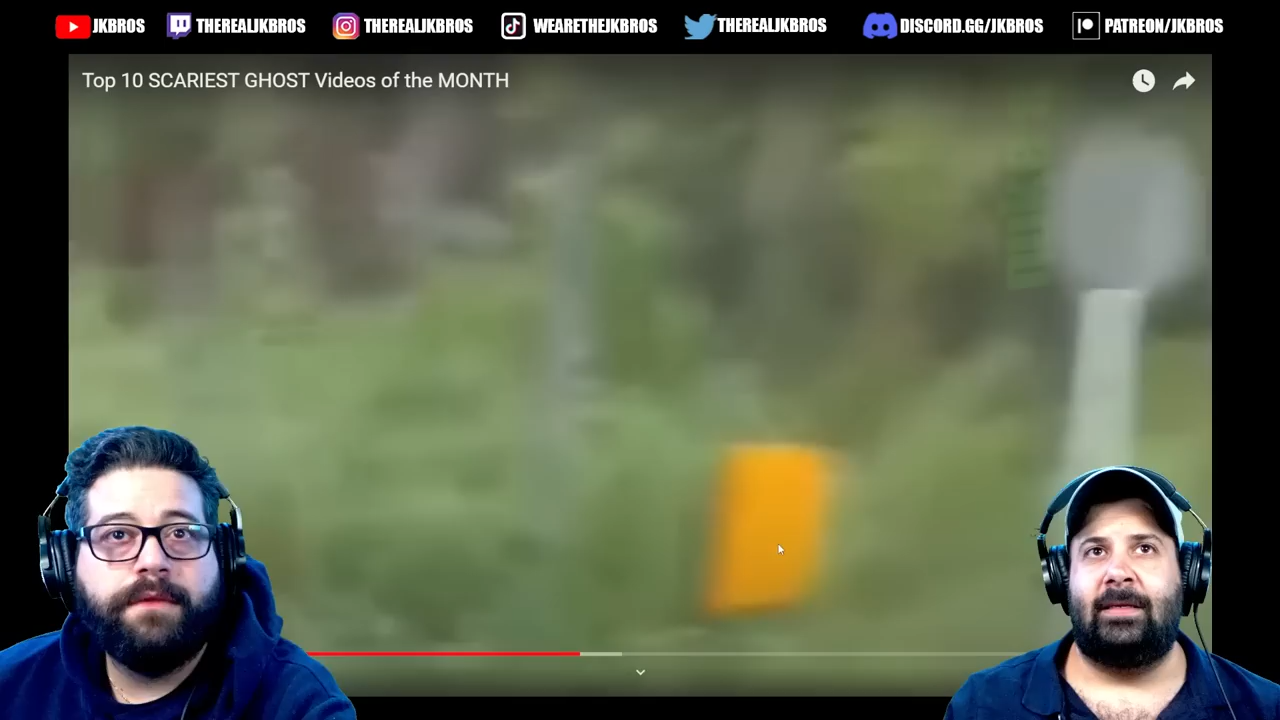 JKBROS THEREALJKBROS THEREALJKBROS WEARETHEJKBROS THEREALJKBROS DISCORD.GG/JKBROS PATREON/JKBROS
Top 10 SCARIEST GHOST Videos of the MONTH